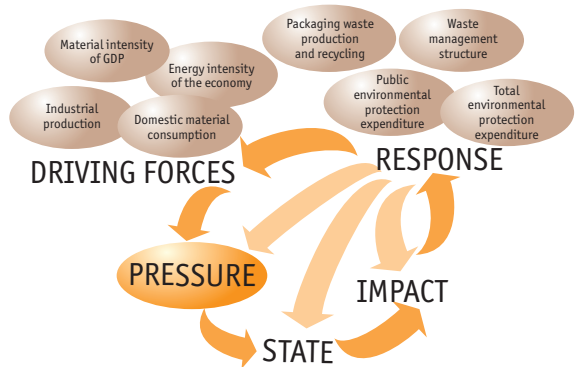 Material intensity
of GDP
Energy intensity
of the economy
Industrial
production
Domestic material
consumption
Packaging waste
production
and recycling
Waste
management
structure
Public
environmental
protection
expenditure
Total
environmental
protection
expenditure
DRIVING FORCES
RESPONSE
PRESSURE
IMPACT
STATE